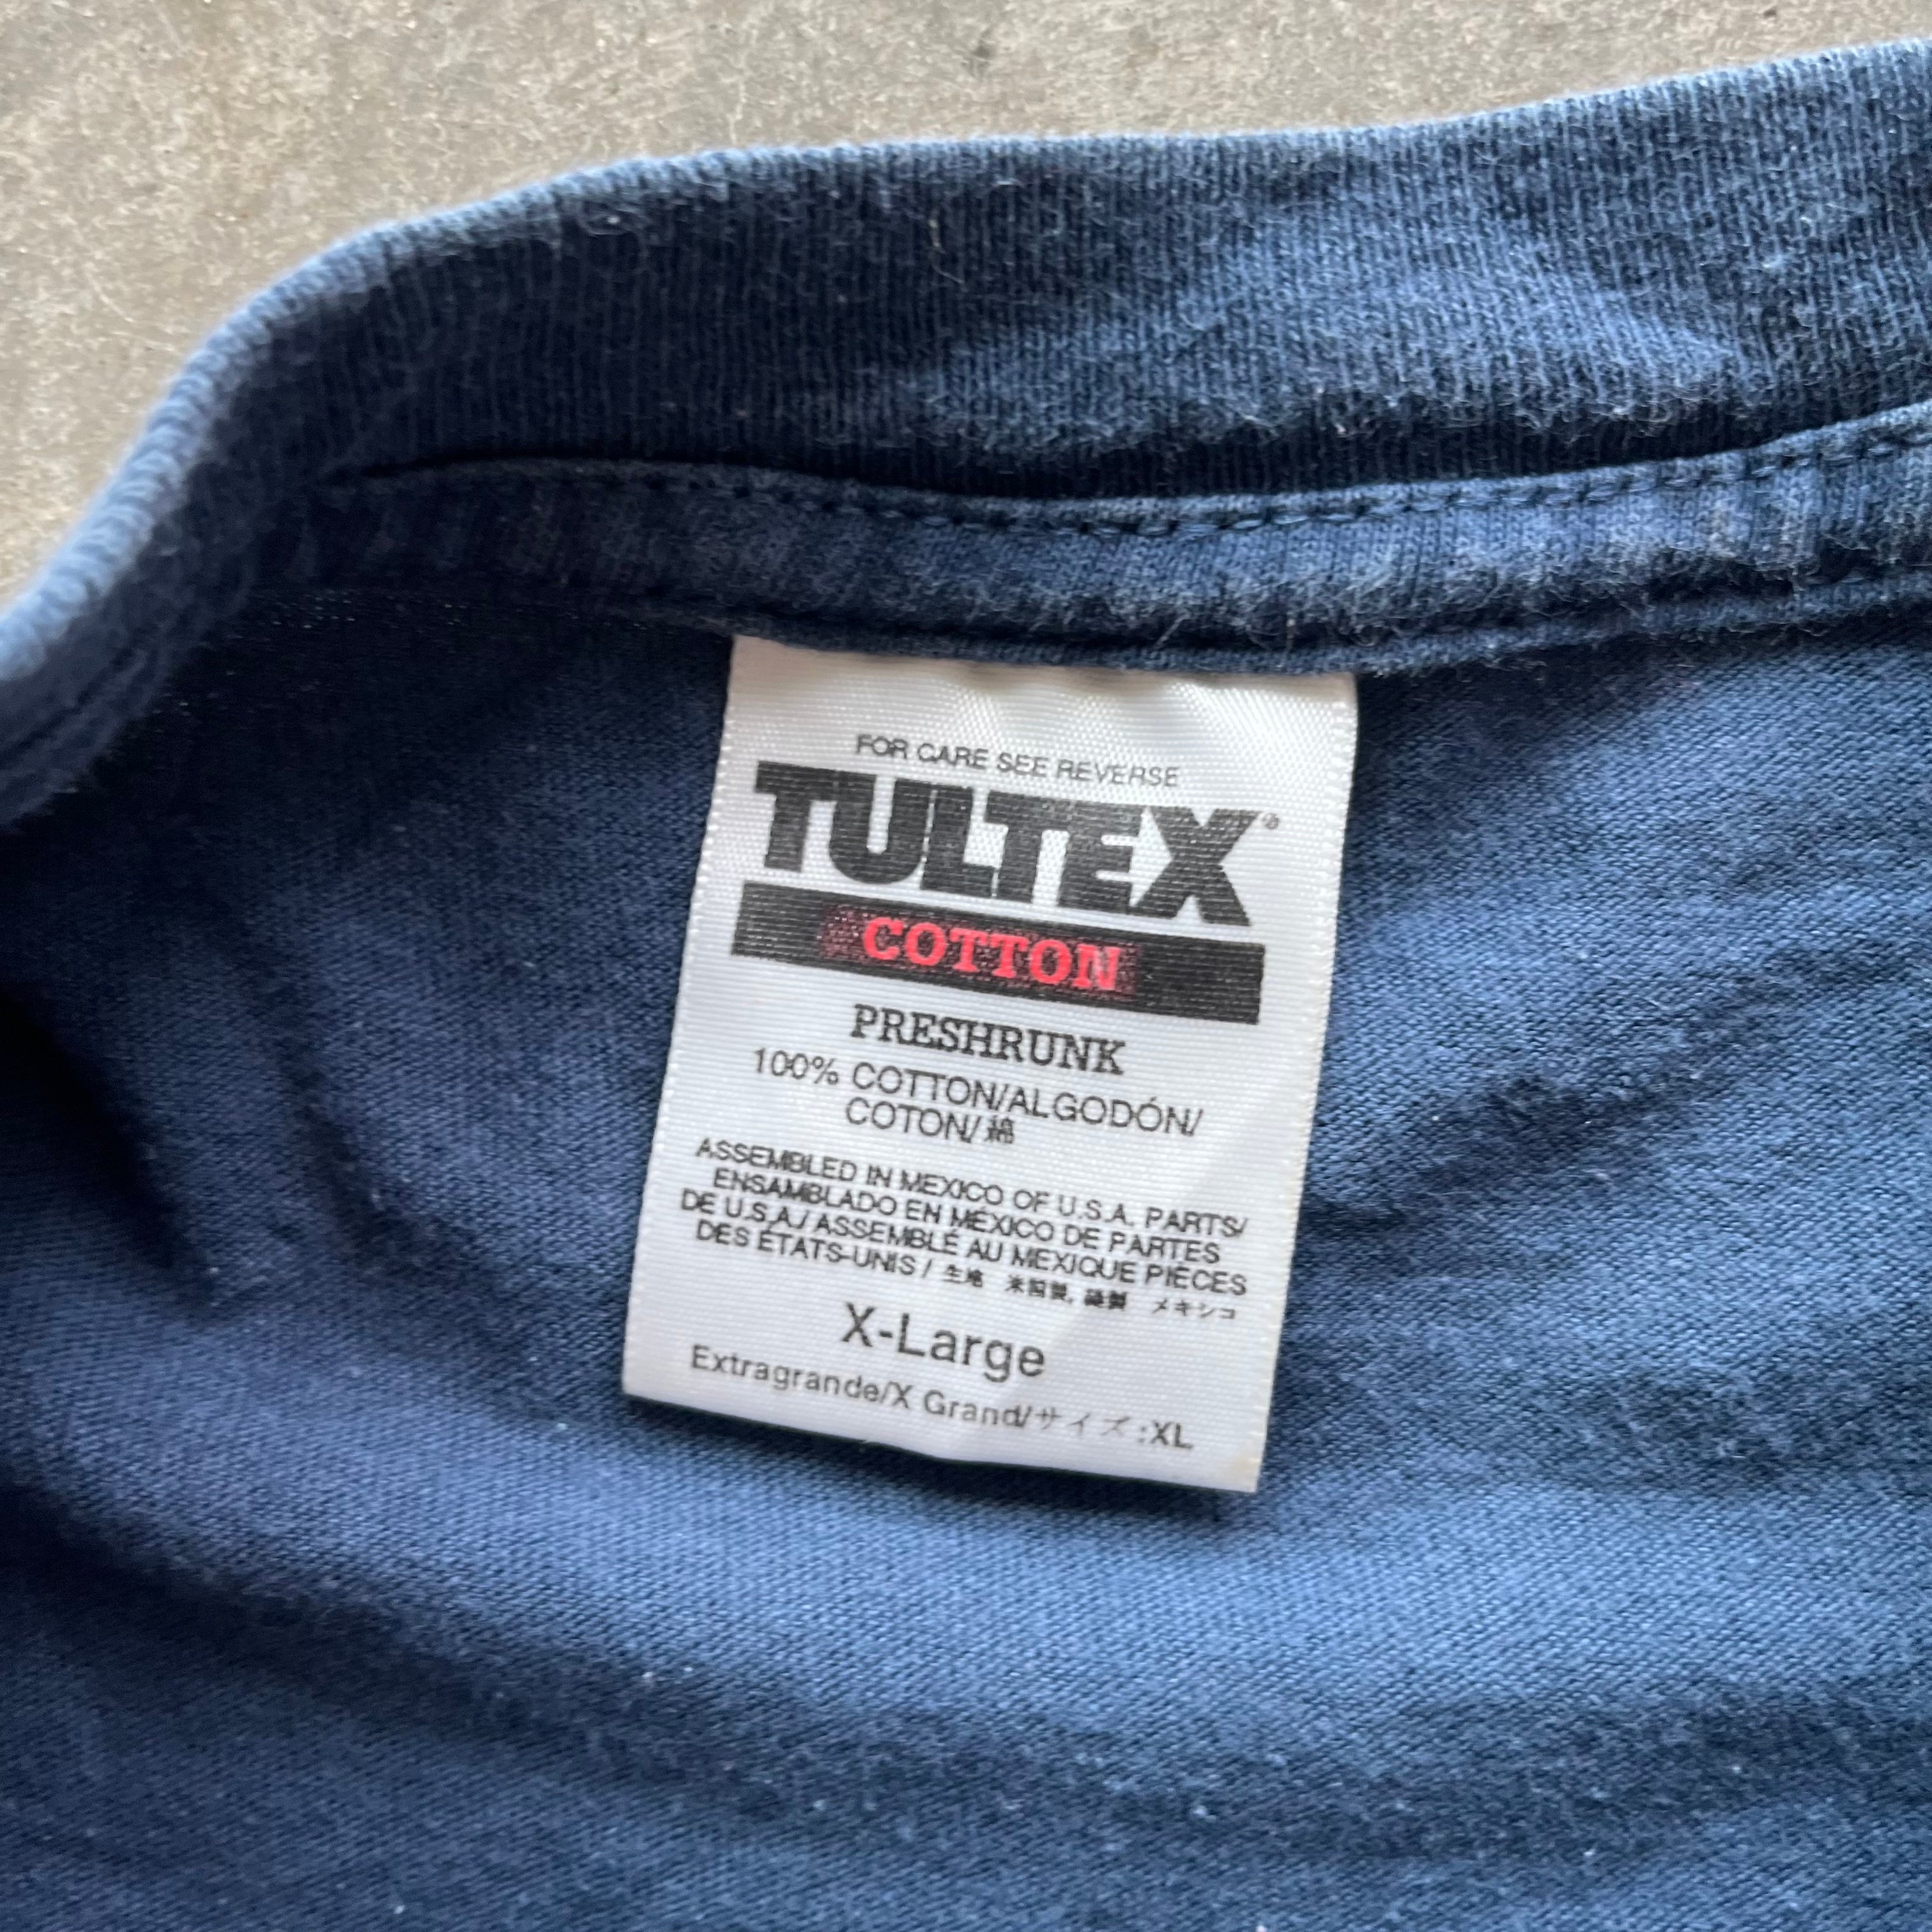 FOR CARE SEE REVERSE
TULTEX®
COTTON
PRESHRUNK
100% COTTON/ALGODÓN/
COTON/綿
ASSEMBLED IN MEXICO OF U.S.A. PARTS/
ENSAMBLADO EN MÉXICO DE PARTES
DE U.S.A./ASSEMBLÉ AU MEXIQUE PIÈCES
DES ÉTATS-UNIS / 生地 米国製, 縫製 メキシコ
X-Large
Extragrande/X Grand/サイズ:XL